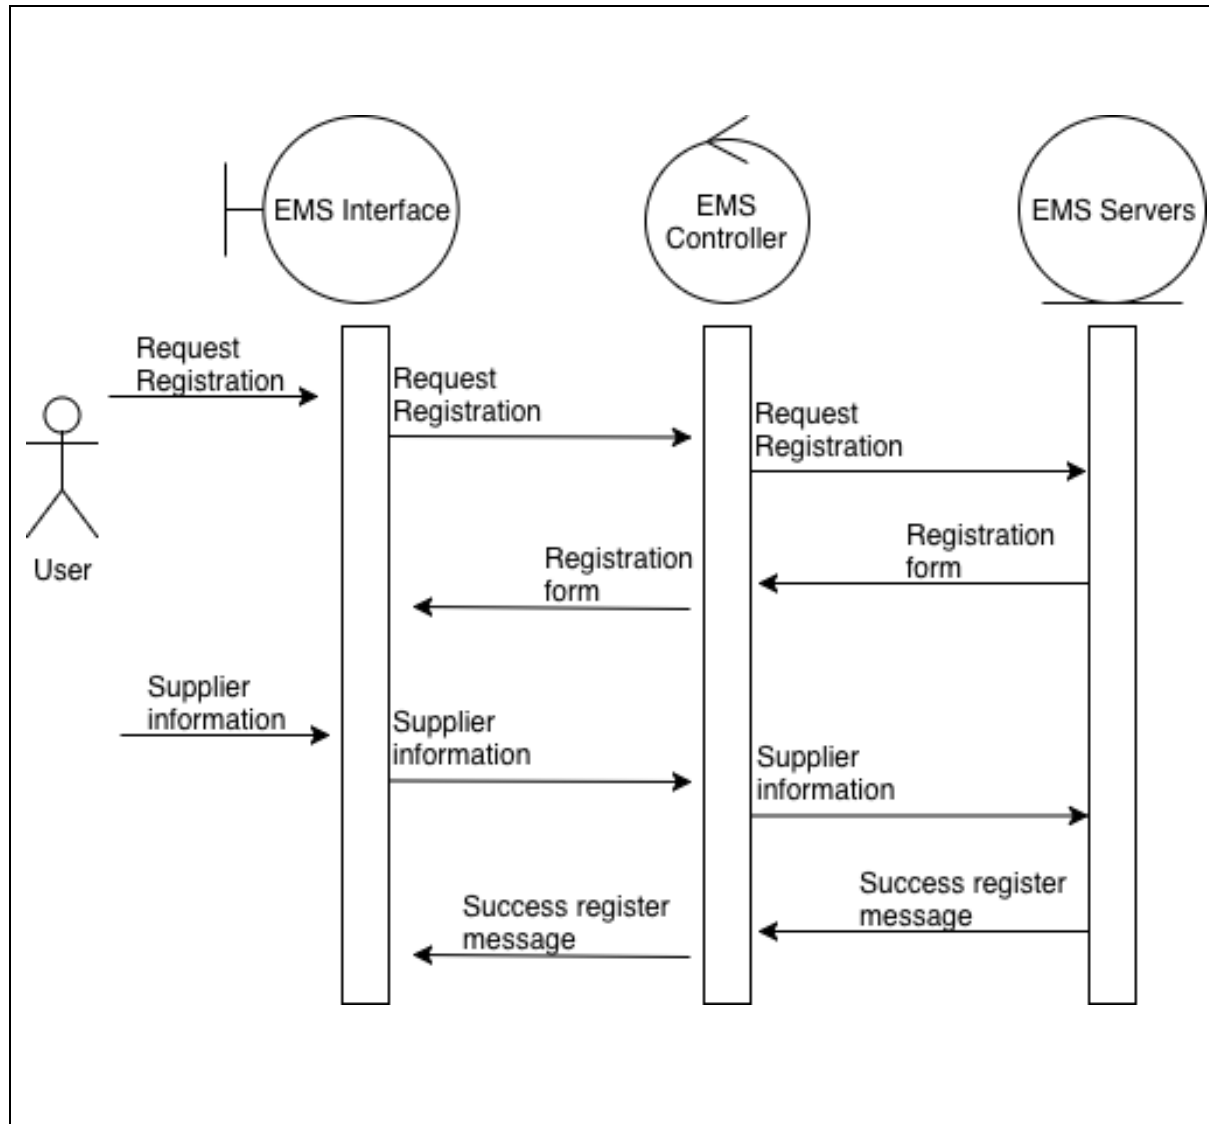 EMS Interface
EMS
Controller
EMS Servers
Request
Registration
Request
Registration
Request
Registration
User
Registration
form
Registration
form
Supplier
information
Supplier
information
Supplier
information
Success register
message
Success register
message